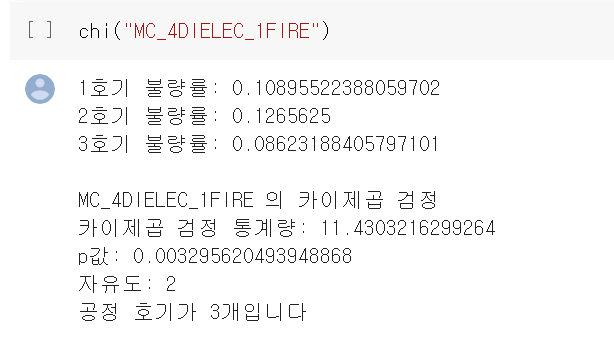 [ ] chi("MC_4DIELEC_1FIRE")
1호기 불량률: 0.10895522388059702
2호기 불량률: 0.1265625
3호기 불량률: 0.08623188405797101
MC_4DIELEC_1FIRE 의 카이제곱 검정
카이제곱 검정 통계량: 11.4303216299264
p값: 0.003295620493948868
자유도: 2
공정 호기가 3개입니다